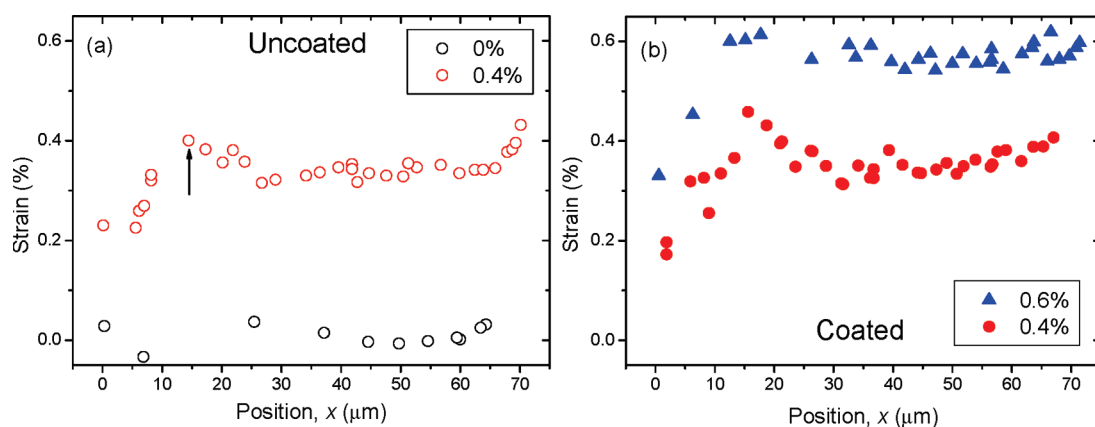 (a)
Uncoated
0%
0.4%
0.6
0.4
0.2
0.0
Strain (%)
0 10 20 30 40 50 60 70
Position, x (μm)
(b)
0.6
0.4
0.2
0.0
Strain (%)
0.6%
0.4%
Coated
0 10 20 30 40 50 60 70
Position, x (μm)